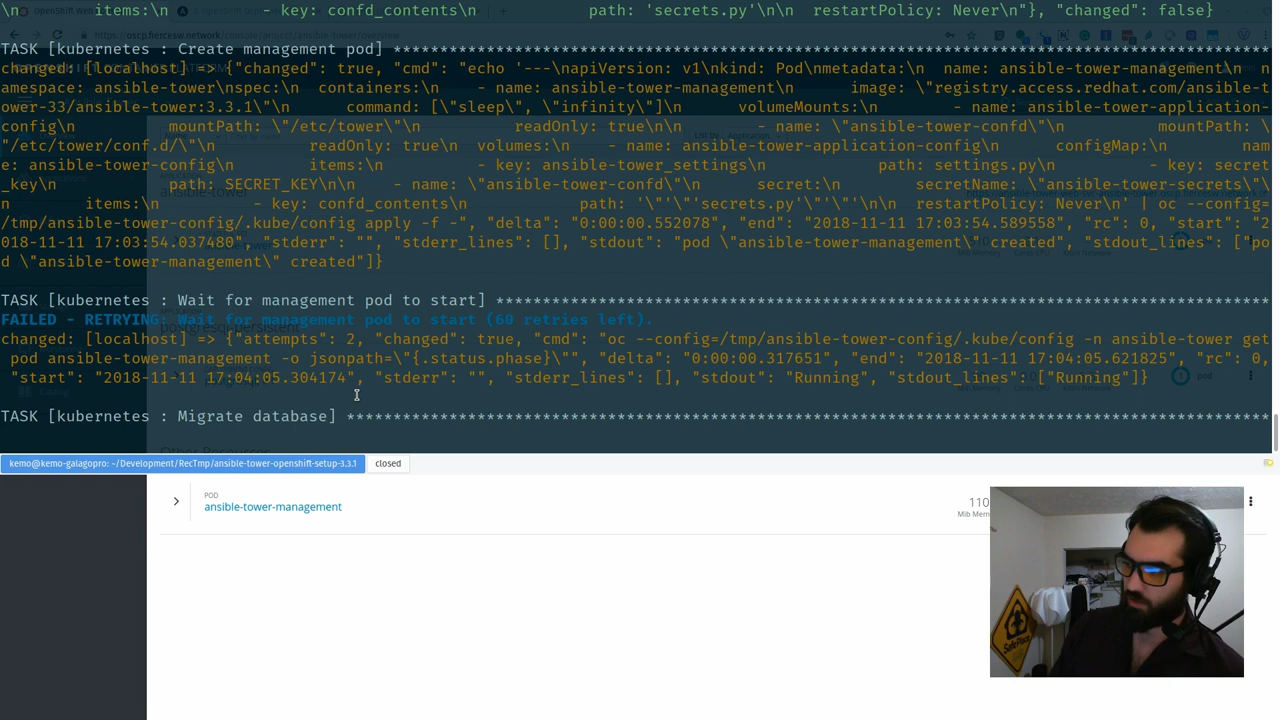 \n   items:\n          - key: confd_contents\n            path: 'secrets.py'\n\n  restartPolicy: Never\n"}, "changed": false}
TASK [kubernetes : Create management pod] ****************************************************************************************************
changed: [localhost] => {"changed": true, "cmd": "echo '---\napiVersion: v1\nkind: Pod\nmetadata:\n  name: ansible-tower-management\n  n
amespace: ansible-tower\nspec:\n  containers:\n    - name: ansible-tower-management\n      image: \"registry.access.redhat.com/ansible-t
ower-33/ansible-tower:3.3.1\"\n      command: [\"sleep\", \"infinity\"]\n      volumeMounts:\n        - name: ansible-tower-application-
config\n          mountPath: \"/etc/tower\"\n          readOnly: true\n\n        - name: \"ansible-tower-confd\"\n          mountPath: \
"/etc/tower/conf.d/\"\n          readOnly: true\n  volumes:\n    - name: ansible-tower-application-config\n      configMap:\n        nam
e: ansible-tower-config\n        items:\n          - key: ansible_tower_settings\n            path: settings.py\n          - key: secret
_key\n            path: SECRET_KEY\n\n    - name: \"ansible-tower-confd\"\n      secret:\n        secretName: \"ansible-tower-secrets\"\
n        items:\n          - key: confd_contents\n            path: '\"'\"'secrets.py'\"'\"'\n\n  restartPolicy: Never\n' | oc --config=
/tmp/ansible-tower-config/.kube/config apply -f -", "delta": "0:00:00.552078", "end": "2018-11-11 17:03:54.589558", "rc": 0, "start": "2
018-11-11 17:03:54.037480", "stderr": "", "stderr_lines": [], "stdout": "pod \"ansible-tower-management\" created", "stdout_lines": ["po
d \"ansible-tower-management\" created"]}
TASK [kubernetes : Wait for management pod to start] *****************************************************************************************
FAILED - RETRYING: Wait for management pod to start (60 retries left).
changed: [localhost] => {"attempts": 2, "changed": true, "cmd": "oc --config=/tmp/ansible-tower-config/.kube/config -n ansible-tower get
 pod ansible-tower-management -o jsonpath=\"{.status.phase}\"", "delta": "0:00:00.317651", "end": "2018-11-11 17:04:05.621825", "rc": 0,
 "start": "2018-11-11 17:04:05.304174", "stderr": "", "stderr_lines": [], "stdout": "Running", "stdout_lines": ["Running"]}
TASK [kubernetes : Migrate database] *********************************************************************************************************
kemo@kemo-galagopro: ~/Development/RecTmp/ansible-tower-openshift-setup-3.3.1
closed
POD
ansible-tower-management
110
Mib Mem